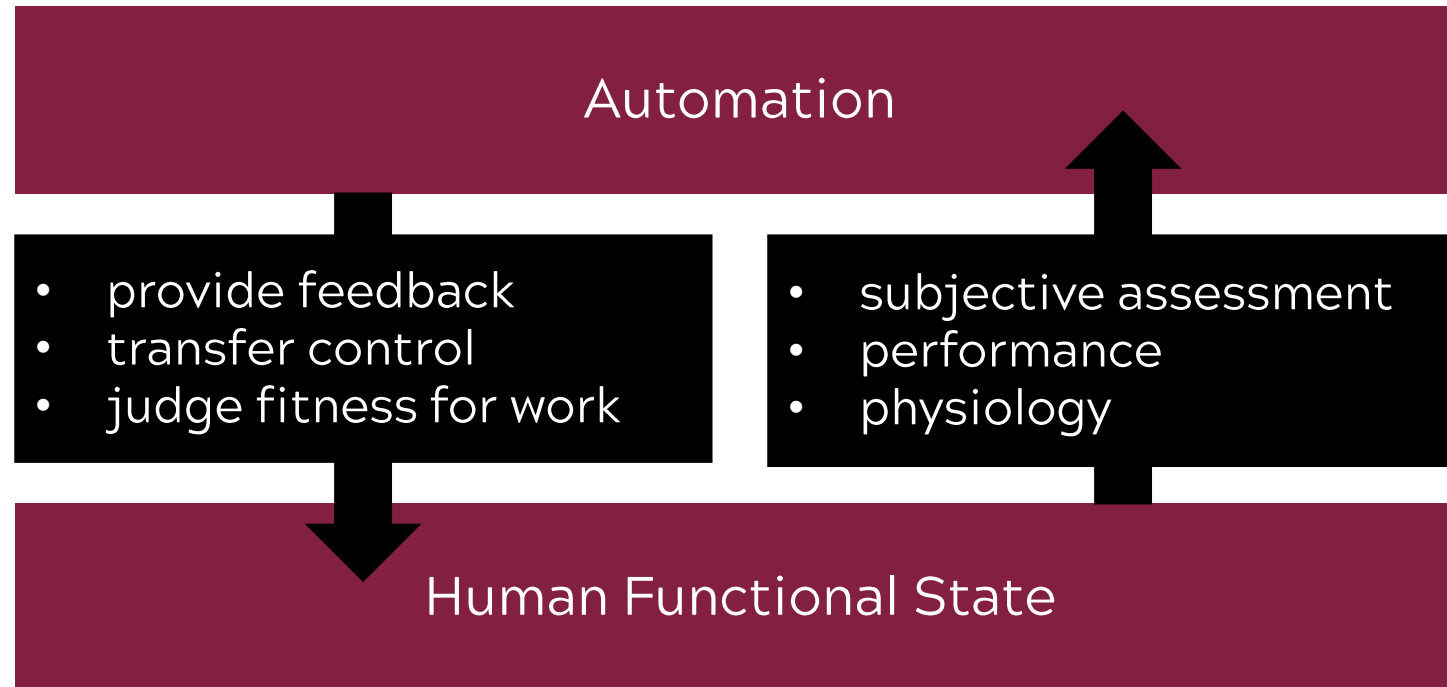 Automation
• provide feedback
• transfer control
• judge fitness for work
• subjective assessment
• performance
• physiology
Human Functional State